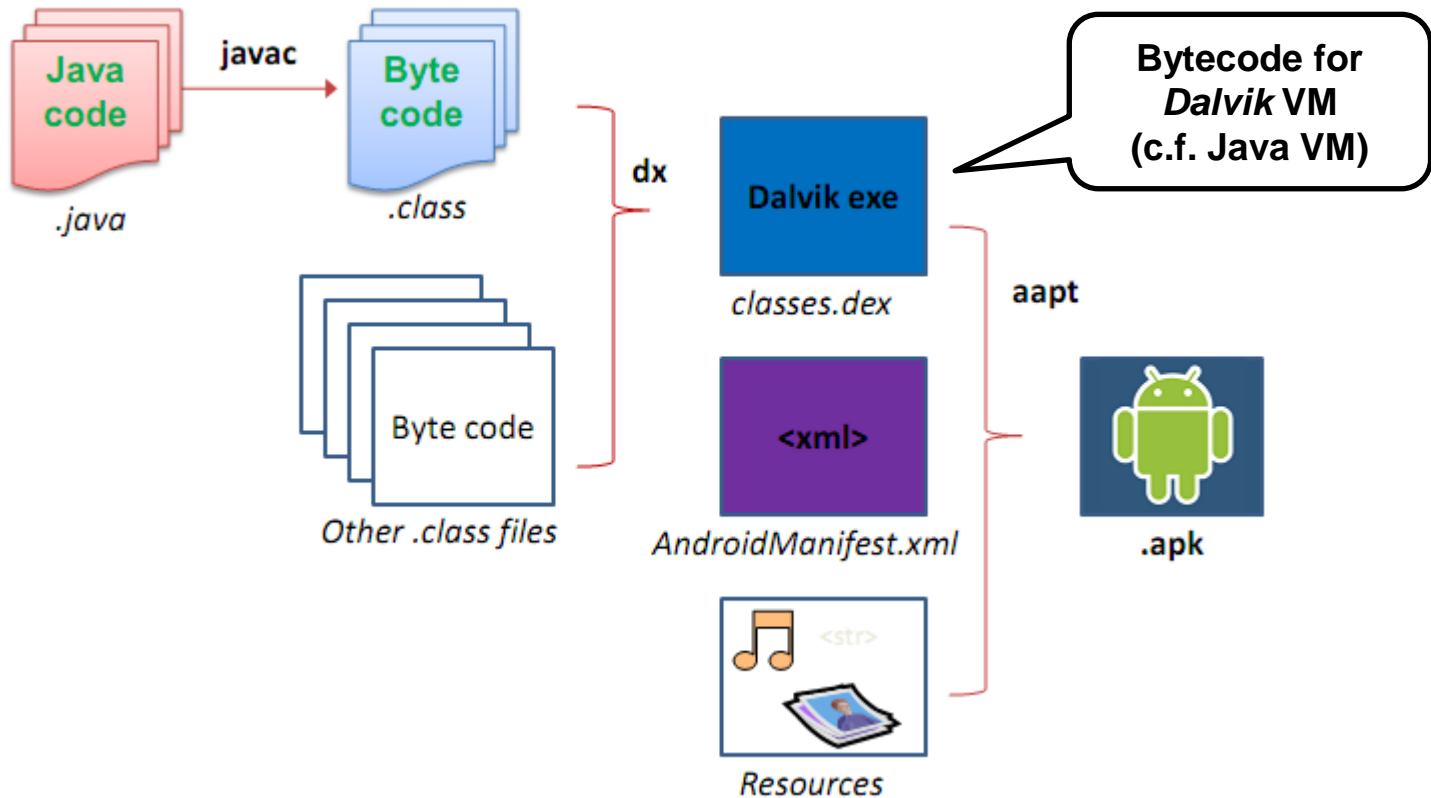 Java
code
javac
Byte
code
.java
.class
dx
Bytecode for
Dalvik VM
(c.f. Java VM)
Dalvik exe
classes.dex
aapt
Byte code
Other .class files
<xml>
AndroidManifest.xml
.apk
<str>
Resources